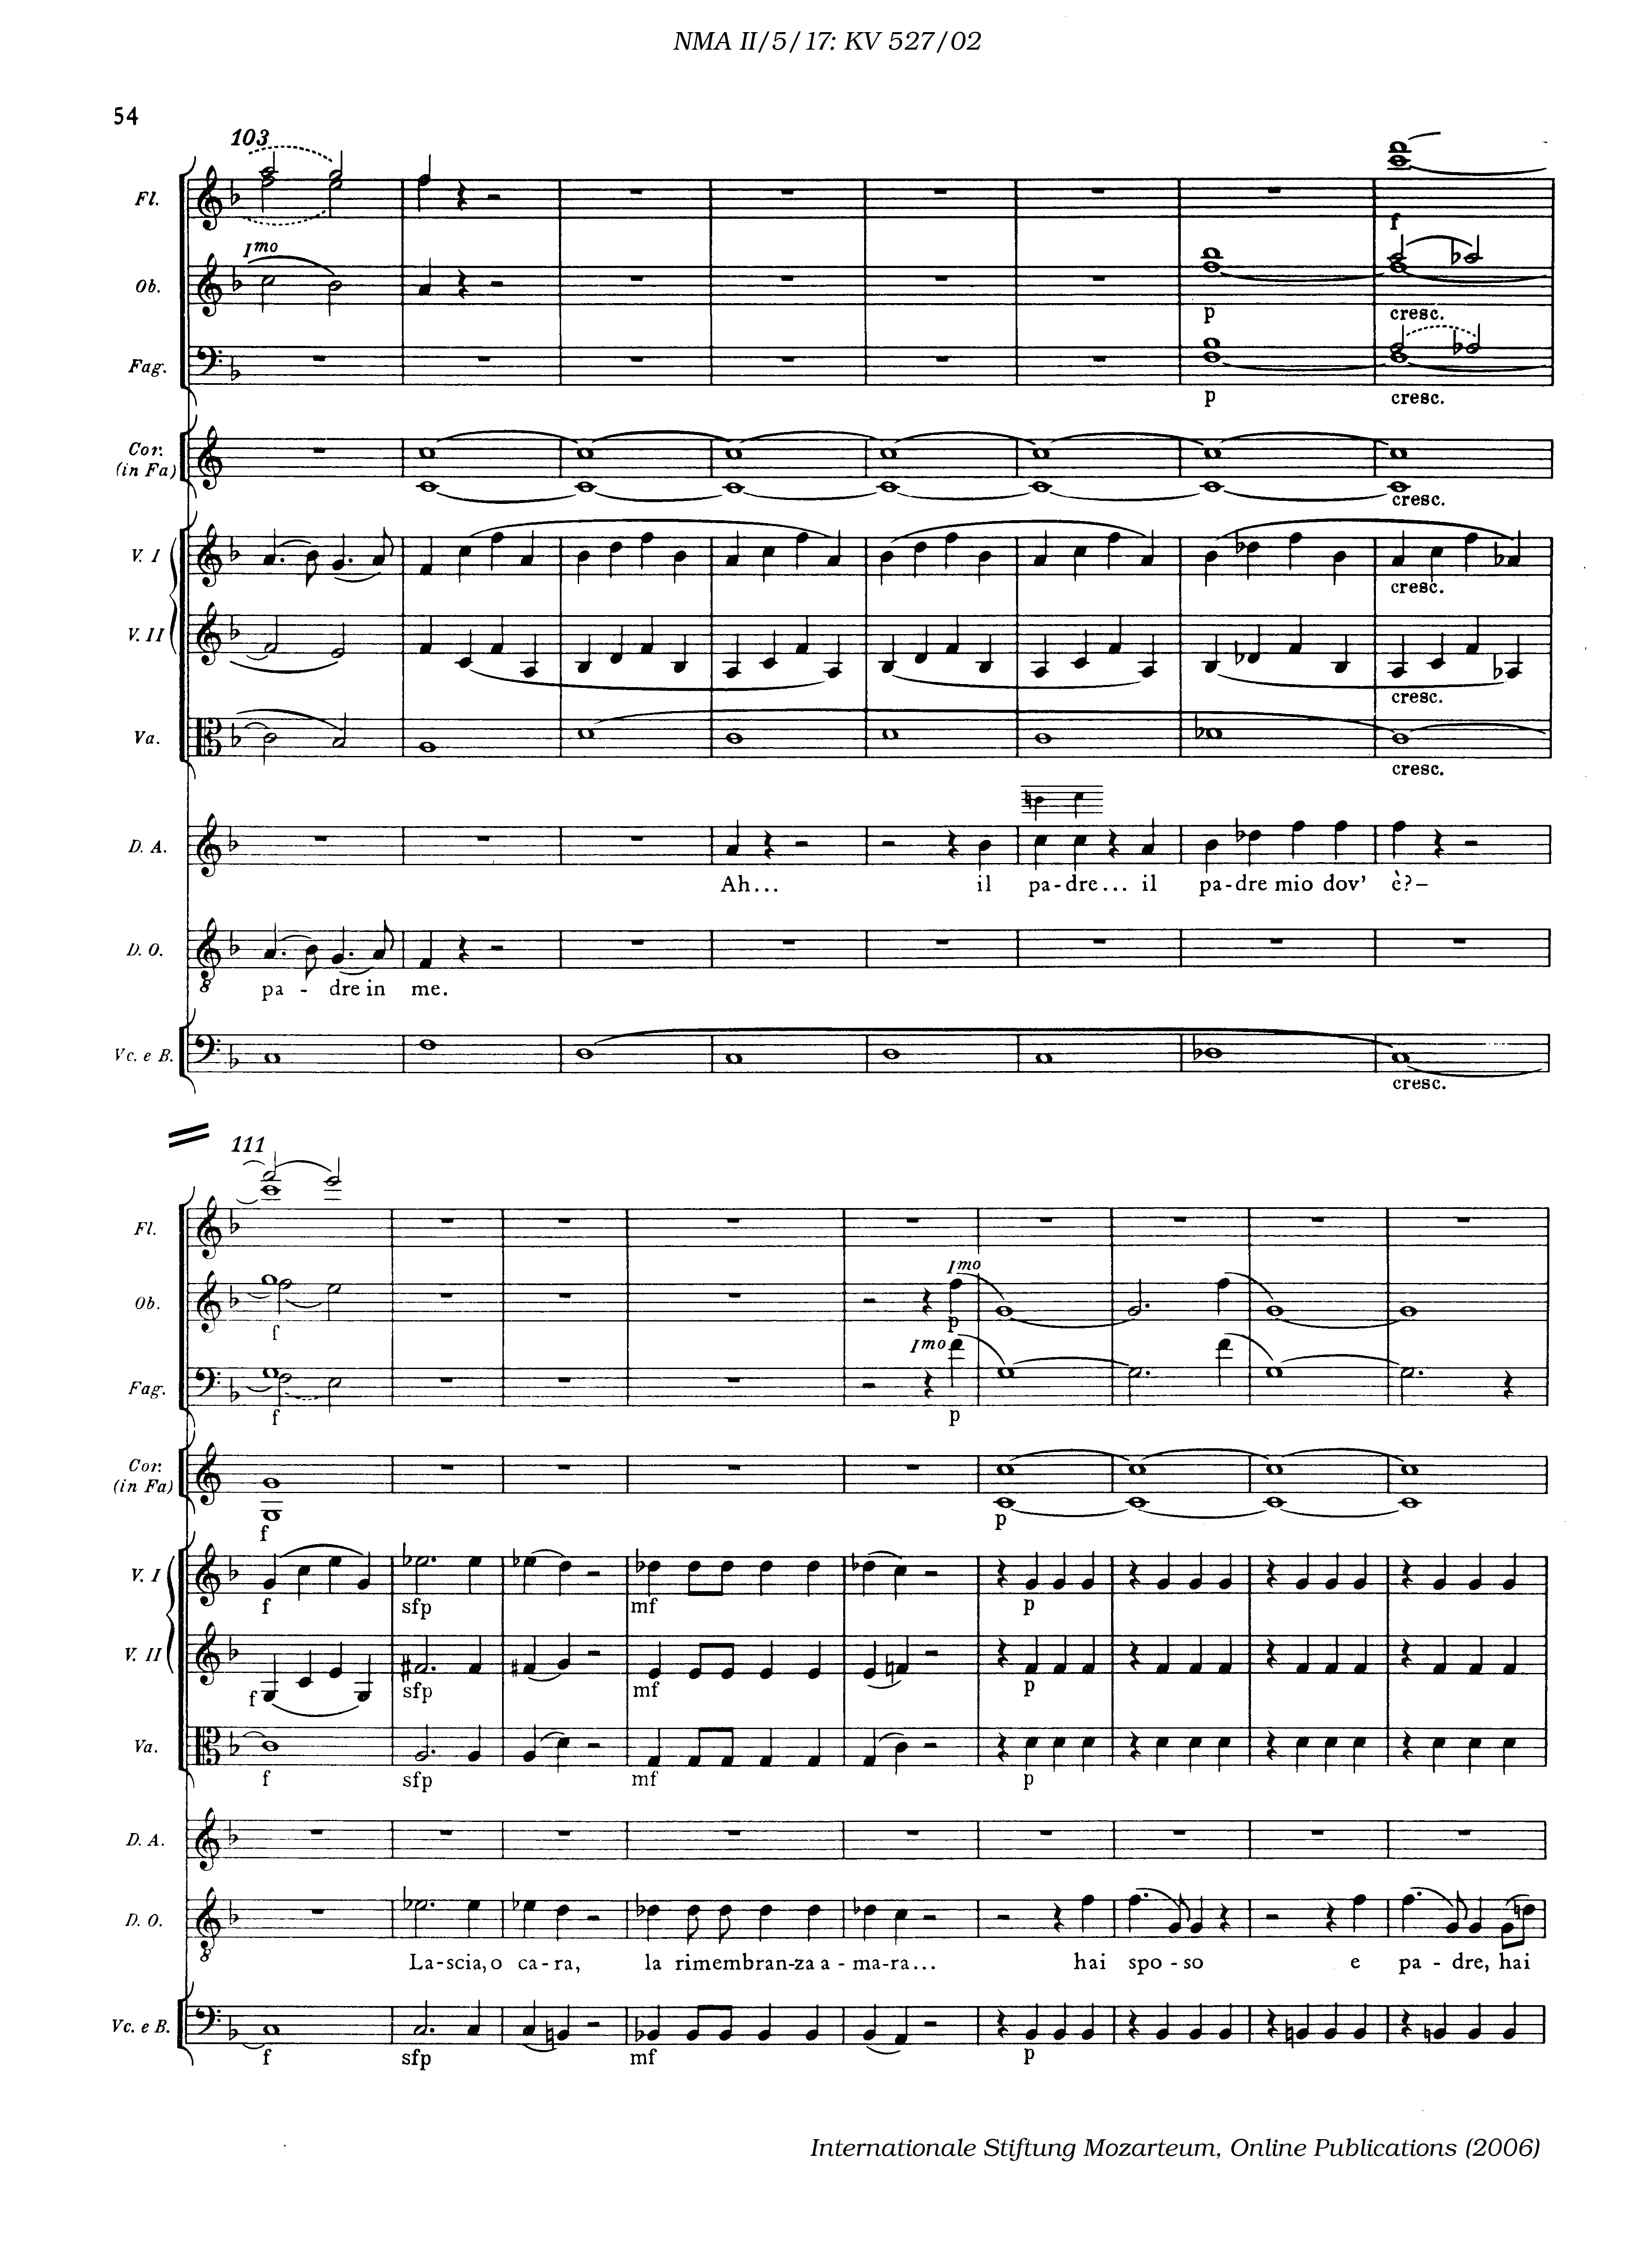 NMA II/5/17: KV 527/02
54
103
Fl.
f
Imo
Ob.
p cresc.
Fag.
p cresc.
Cor.
(in Fa)
cresc.
V. I
cresc.
V. II
cresc.
Va.
cresc.
D. A.
Ah... il pa-dre... il pa-dre mio dov' è?–
D. O.
pa - dre in me.
Vc. e B.
cresc.
111
Fl.
Imo
Ob.
f p
Imo
Fag.
f p
Cor.
(in Fa)
f p
V. I
f sfp mf p
V. II
f sfp mf p
Va.
f sfp mf p
D. A.
D. O.
La-scia, o ca-ra, la rimembran-za a - ma-ra... hai spo - so e pa - dre, hai
Vc. e B.
f sfp mf p
Internationale Stiftung Mozarteum, Online Publications (2006)